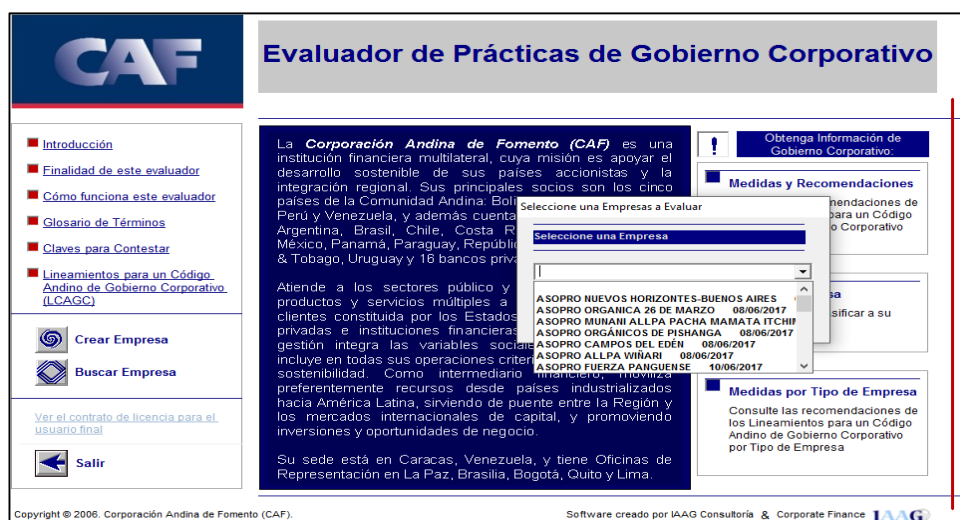 CAF
Evaluador de Prácticas de Gobierno Corporativo
Introducción
Finalidad de este evaluador
Cómo funciona este evaluador
Glosario de Términos
Claves para Contestar
Lineamientos para un Código
Andino de Gobierno Corporativo
(LCAGC)
Crear Empresa
Buscar Empresa
Ver el contrato de licencia para el
usuario final
Salir
La Corporación Andina de Fomento (CAF) es una
institución financiera multilateral, cuya misión es apoyar el
desarrollo sostenible de sus países accionistas y la
integración regional. Sus principales socios son los cinco
países de la Comunidad Andina:
Perú y Venezuela, y además cuenta
Argentina, Brasil, Chile, Costa
México, Panamá, Paraguay,
& Tobago, Uruguay y 16 bancos
Atiende a los sectores público y
productos y servicios múltiples a
clientes constituida por los Estados
privadas e instituciones financieras
gestión integra las variables
incluye en todas sus operaciones
sostenibilidad. Como intermediario financiero, moviliza
preferentemente recursos desde países industrializados
hacia América Latina, sirviendo de puente entre la Región y
los mercados internacionales de capital, y promoviendo
inversiones y oportunidades de negocio.
Su sede está en Caracas, Venezuela, y tiene Oficinas de
Representación en La Paz, Brasilia, Bogotá, Quito y Lima.
Seleccione una Empresas a Evaluar
Seleccione una Empresa
ASOPRO NUEVOS HORIZONTES-BUENOS AIRES
ASOPRO ORGANICA 26 DE MARZO 08/06/2017
ASOPRO MUNANI ALLPA PACHA MAMATA
ASOPRO ORGÁNICOS DE PISHANGA 08/06/2017
ASOPRO CAMPOS DEL EDÉN 08/06/2017
ASOPRO ALLPA WIÑARI 08/06/2017
ASOPRO FUERZA PANGUENSE 10/06/2017
! Obtenga Información de
Gobierno Corporativo:
Medidas y Recomendaciones
de
para un Código
Corporativo
a su
Medidas por Tipo de Empresa
Consulte las recomendaciones de
los Lineamientos para un Código
Andino de Gobierno Corporativo
por Tipo de Empresa
Copyright © 2006. Corporación Andina de Fomento (CAF).
Software creado por IAAG Consultoría & Corporate Finance IAAG